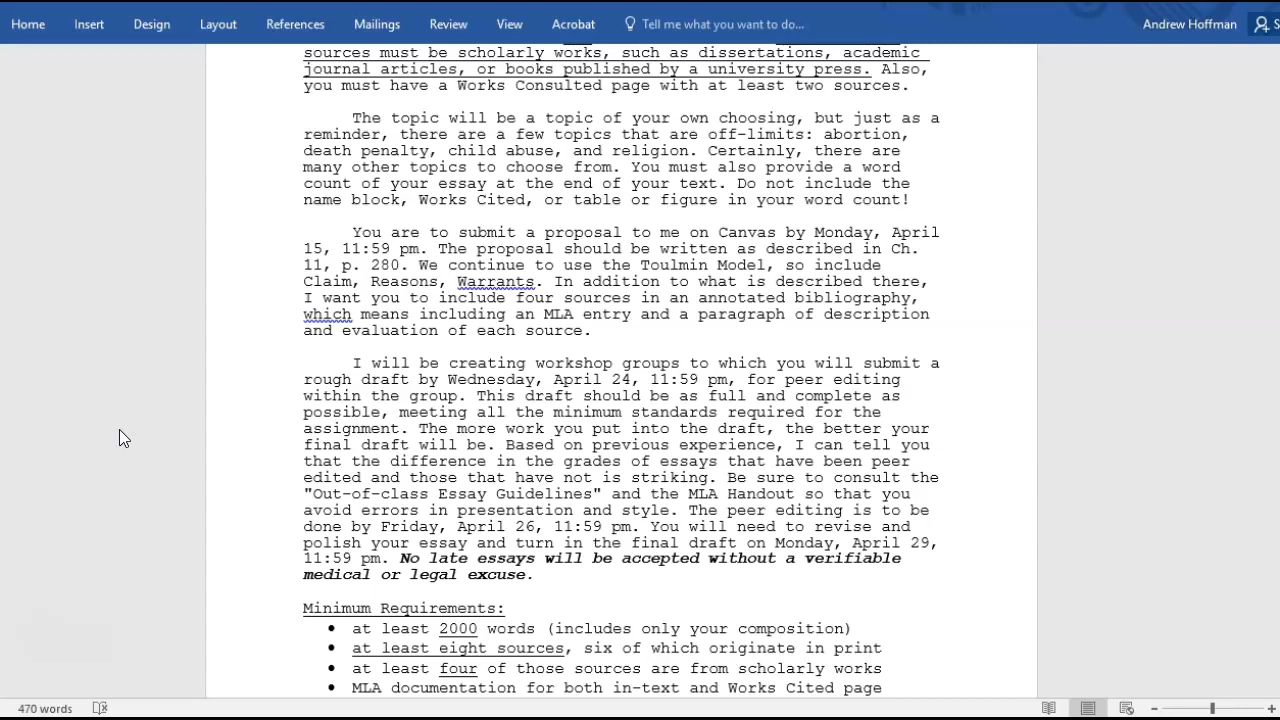 Home Insert Design Layout References Mailings Review View Acrobat Tell me what you want to do... Andrew Hoffman
sources must be scholarly works, such as dissertations, academic
journal articles, or books published by a university press. Also,
you must have a Works Consulted page with at least two sources.
The topic will be a topic of your own choosing, but just as a
reminder, there are a few topics that are off-limits: abortion,
death penalty, child abuse, and religion. Certainly, there are
many other topics to choose from. You must also provide a word
count of your essay at the end of your text. Do not include the
name block, Works Cited, or table or figure in your word count!
You are to submit a proposal to me on Canvas by Monday, April
15, 11:59 pm. The proposal should be written as described in Ch.
11, p. 280. We continue to use the Toulmin Model, so include
Claim, Reasons, Warrants. In addition to what is described there,
I want you to include four sources in an annotated bibliography,
which means including an MLA entry and a paragraph of description
and evaluation of each source.
I will be creating workshop groups to which you will submit a
rough draft by Wednesday, April 24, 11:59 pm, for peer editing
within the group. This draft should be as full and complete as
possible, meeting all the minimum standards required for the
assignment. The more work you put into the draft, the better your
final draft will be. Based on previous experience, I can tell you
that the difference in the grades of essays that have been peer
edited and those that have not is striking. Be sure to consult the
"Out-of-class Essay Guidelines" and the MLA Handout so that you
avoid errors in presentation and style. The peer editing is to be
done by Friday, April 26, 11:59 pm. You will need to revise and
polish your essay and turn in the final draft on Monday, April 29,
11:59 pm. No late essays will be accepted without a verifiable
medical or legal excuse.
Minimum Requirements:
• at least 2000 words (includes only your composition)
• at least eight sources, six of which originate in print
• at least four of those sources are from scholarly works
• MLA documentation for both in-text and Works Cited page
470 words